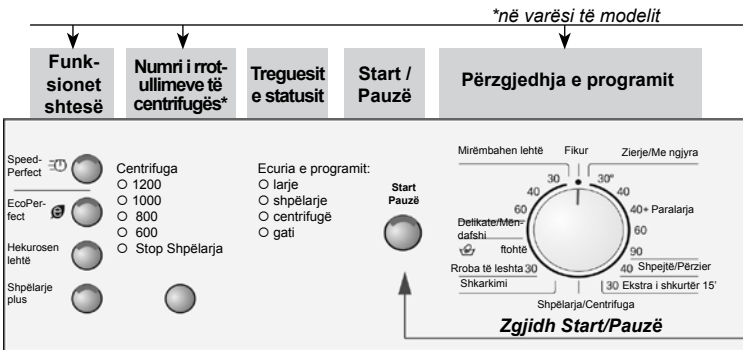 *në varësi të modelit
Funk-
sionet
shtesë
Numri i rrot-
ullimeve të
centrifugës*
Treguesit
e statusit
Start /
Pauzë
Përzgjedhja e programit
Speed-
Perfect
EcoPer-
fect
Hekurosen
lehtë
Shpëlarje
plus
Centrifuga
1200
1000
800
600
Stop Shpëlarja
Ecuria e programit:
larje
shpëlarje
centrifugë
gati
Start
Pauzë
Mirëmbahen lehtë
Fikur
Zierje/Me ngjyra
30
30°
40
40
60
40+ Paralarja
Delikate/Mën-
dafshi
60
ftohtë
90
Rroba të leshta 30
40 Shpejtë/Përzier
Shkarkimi
30 Ekstra i shkurtër 15'
Shpëlarja/Centrifuga
Zgjidh Start/Pauzë